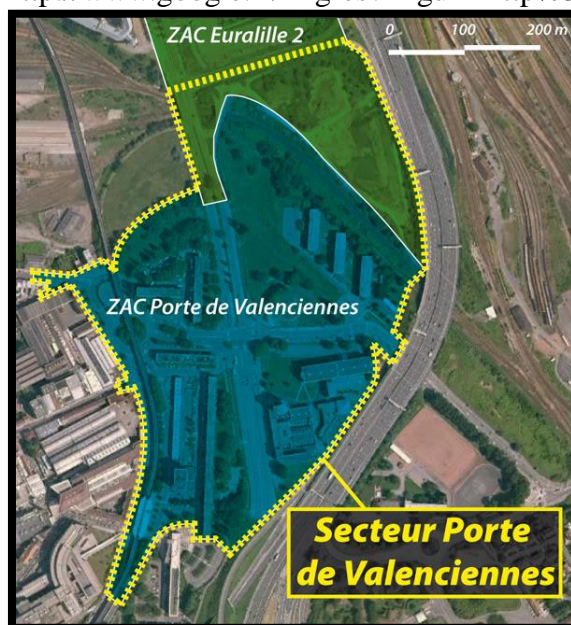 ZAC Euralille 2
0 100 200 m
ZAC Porte de Valenciennes
Secteur Porte
de Valenciennes